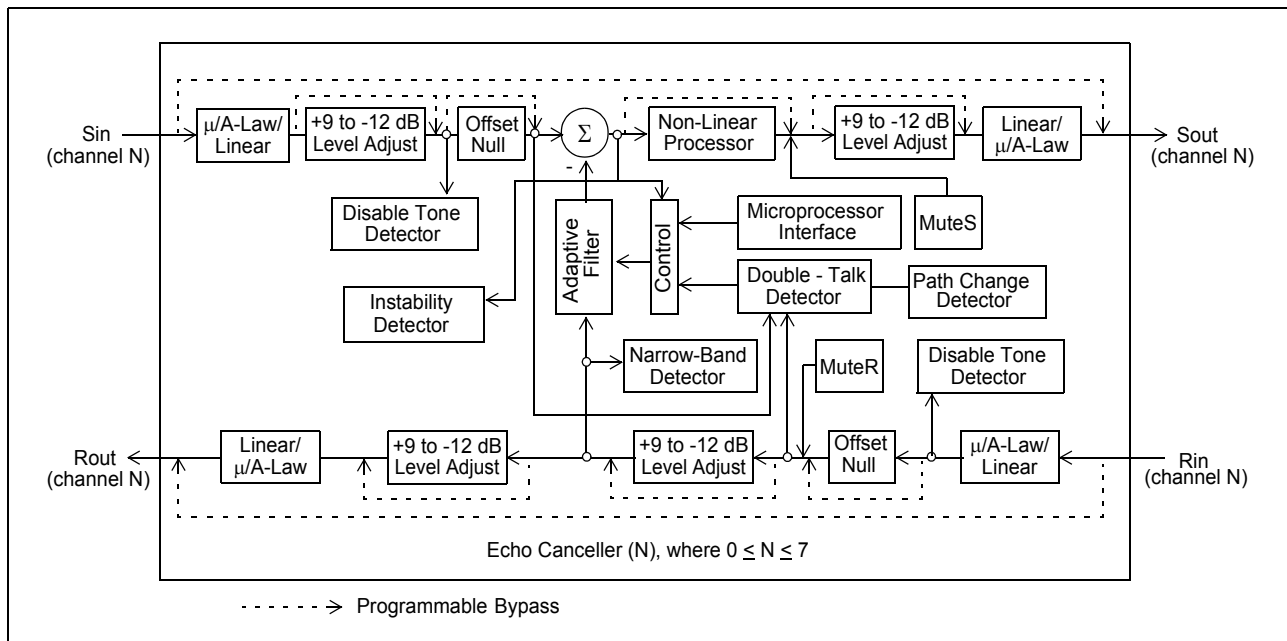 Sin
(channel N)
μ/A-Law/
Linear
+9 to -12 dB
Level Adjust
Offset
Null
Σ
-
Non-Linear
Processor
+9 to -12 dB
Level Adjust
Linear/
μ/A-Law
Sout
(channel N)
Disable Tone
Detector
Adaptive
Filter
Control
Microprocessor
Interface
MuteS
Instability
Detector
Double - Talk
Detector
Path Change
Detector
Narrow-Band
Detector
MuteR
Disable Tone
Detector
Rout
(channel N)
Linear/
μ/A-Law
+9 to -12 dB
Level Adjust
+9 to -12 dB
Level Adjust
Offset
Null
μ/A-Law/
Linear
Rin
(channel N)
Echo Canceller (N), where 0 ≤ N ≤ 7
Programmable Bypass